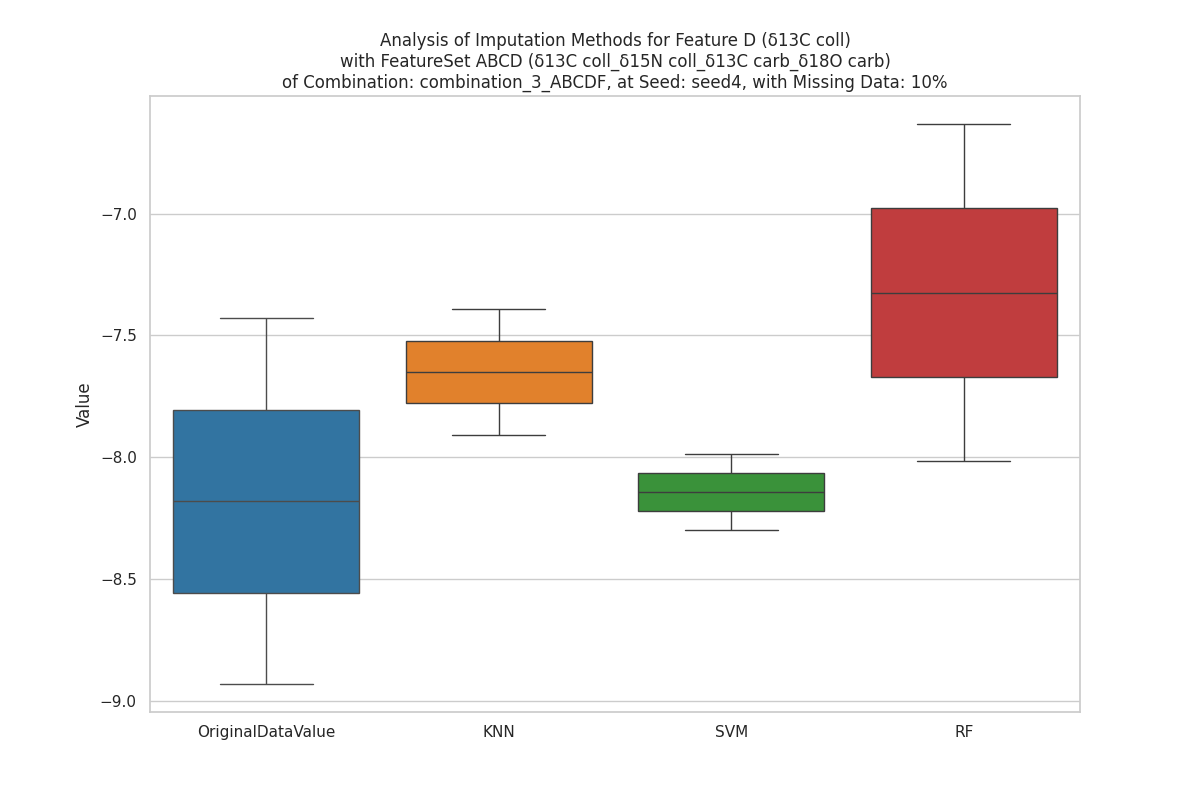 Analysis of Imputation Methods for Feature D (δ13C coll)
with FeatureSet ABCD (δ13C coll_δ15N coll_δ13C carb_δ18O carb)
of Combination: combination_3_ABCDF, at Seed: seed4, with Missing Data: 10%
Value
−7.0
−7.5
−8.0
−8.5
−9.0
OriginalDataValue
KNN
SVM
RF